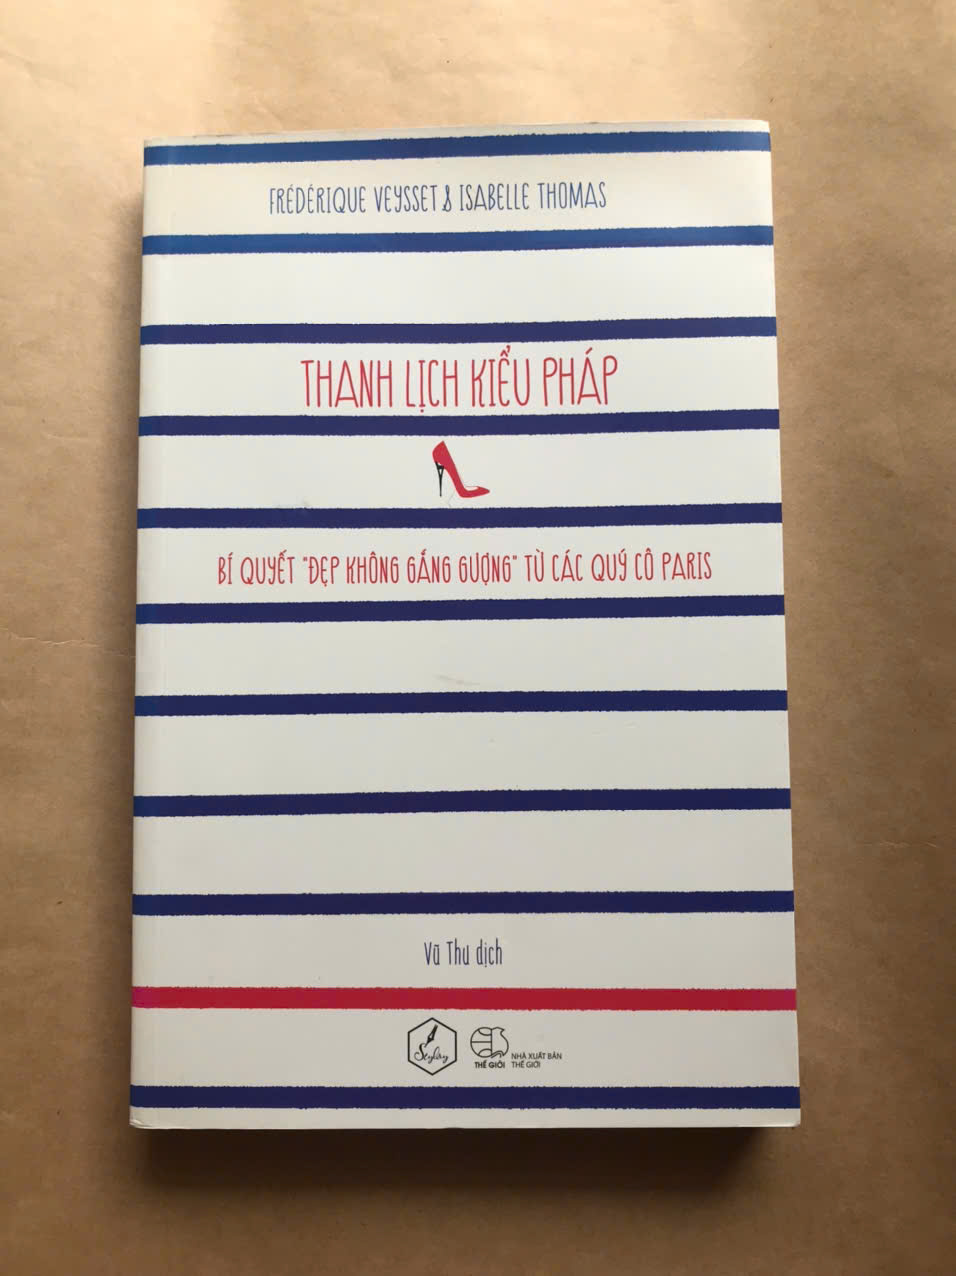 FRÉDÉRIQUE VEYSSET & ISABELLE THOMAS
THANH LỊCH KIỂU PHÁP
BÍ QUYẾT "ĐẸP KHÔNG GẮNG GƯỢNG" TỪ CÁC QUÝ CÔ PARIS
Vũ Thu dịch
Stylory
THẾ GIỚI
NHÀ XUẤT BẢN
THẾ GIỚI